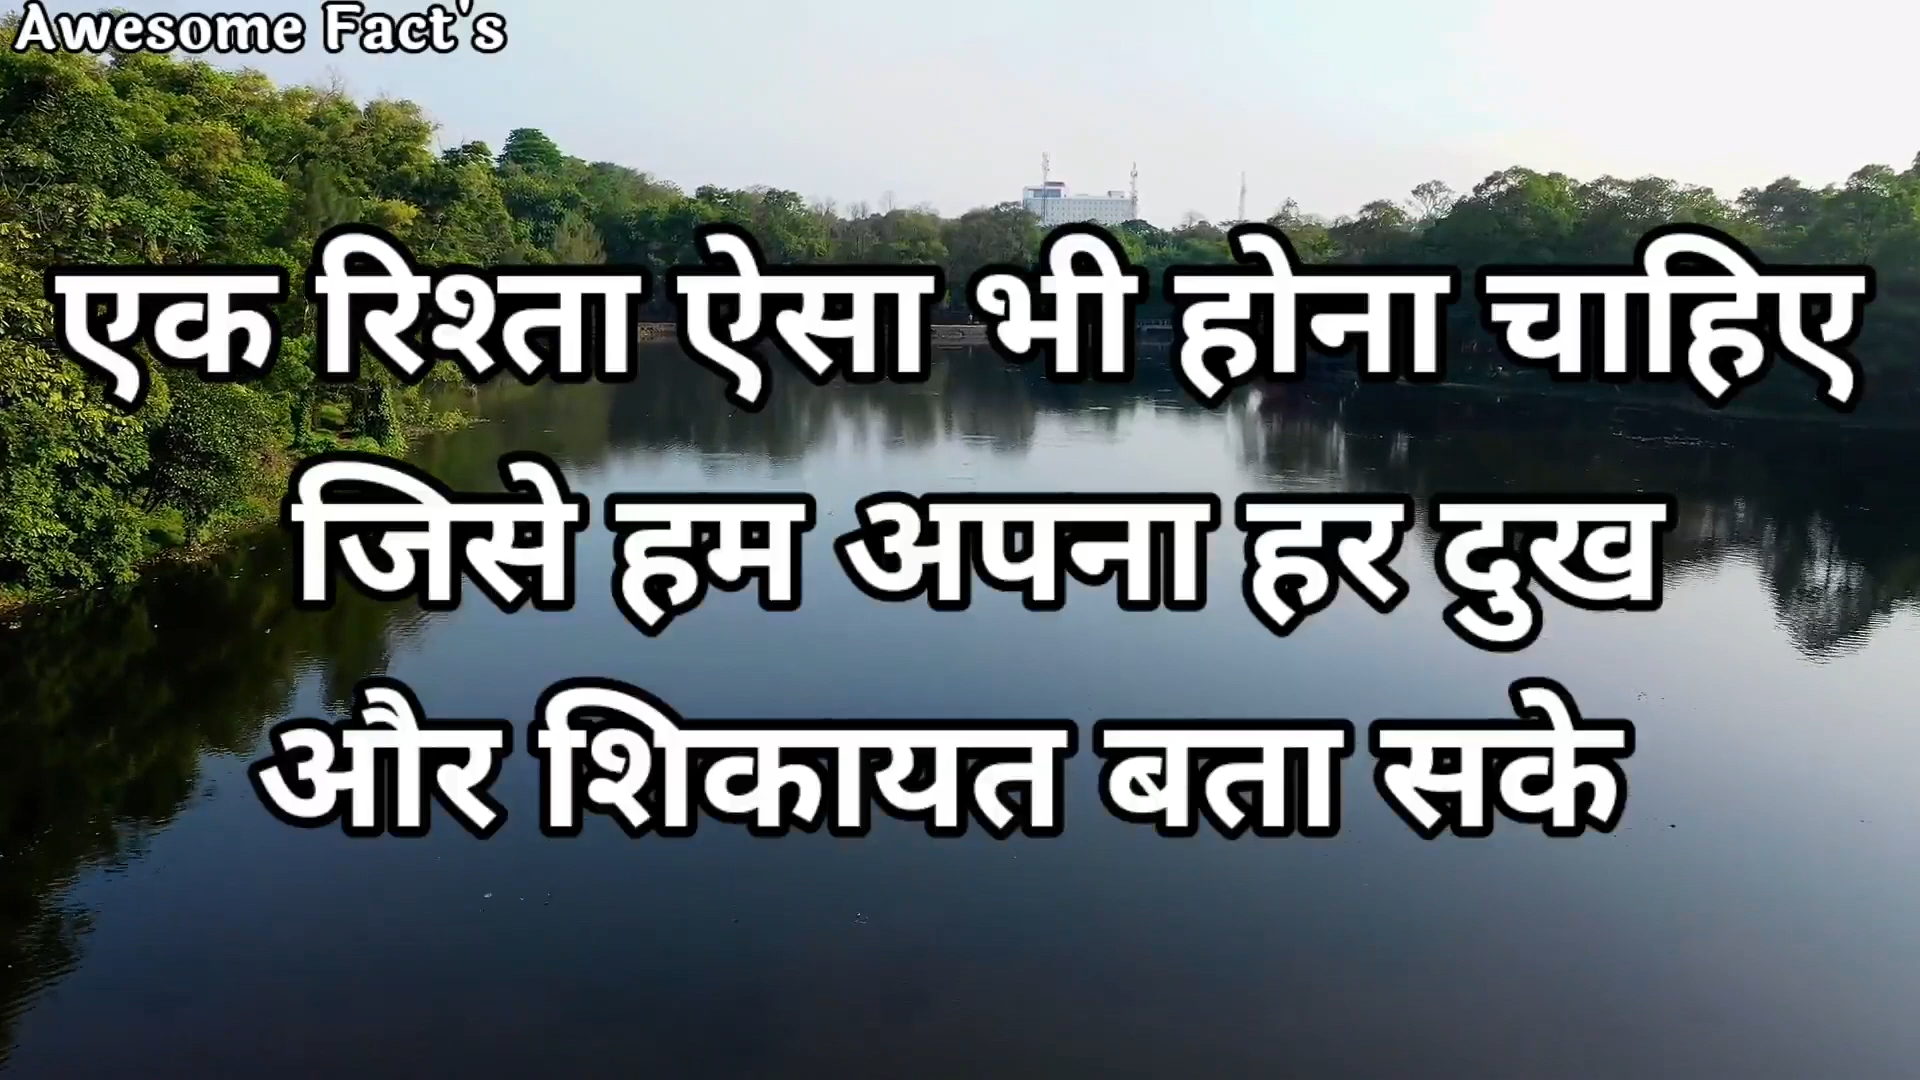 Awesome Fact's
एक रिश्ता ऐसा भी होना चाहिए
जिसे हम अपना हर दुख
और शिकायत बता सके